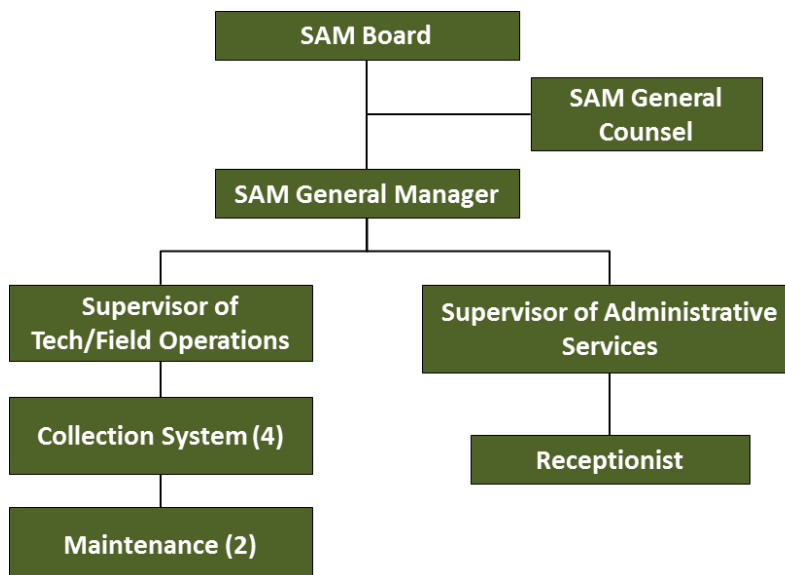 SAM Board
SAM General
Counsel
SAM General Manager
Supervisor of
Tech/Field Operations
Supervisor of Administrative
Services
Collection System (4)
Receptionist
Maintenance (2)